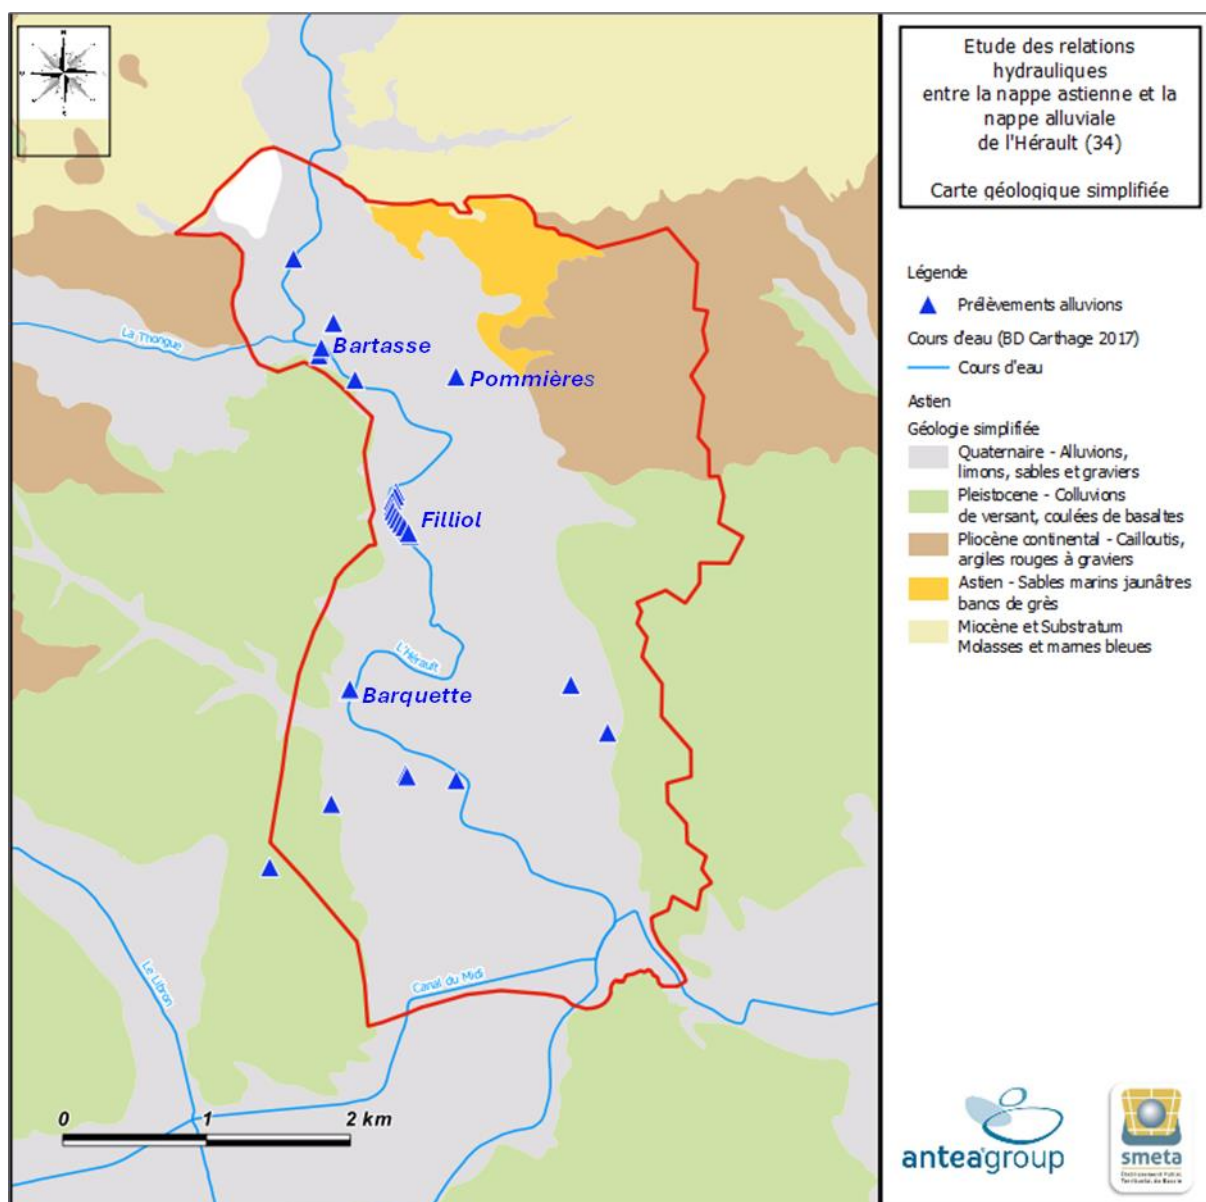 Etude des relations
hydrauliques
entre la nappe astienne et la
nappe alluviale
de l'Hérault (34)
Carte géologique simplifiée
Légende
Prélèvements alluvions
Cours d'eau (BD Carthage 2017)
Cours d'eau
Astien
Géologie simplifiée
Quaternaire - Alluvions,
limons, sables et graviers
Pleistocene - Colluvions
de versant, coulées de basaltes
Pliocène continental - Cailloutis,
argiles rouges à graviers
Astien - Sables marins jaunâtres
bancs de grès
Miocène et Substratum
Molasses et marnes bleues
La Thongue
Bartasse
Pommières
Filliol
L'Hérault
Barquette
Le Libron
Canal du Midi
0 1 2 km
anteagroup
smeta